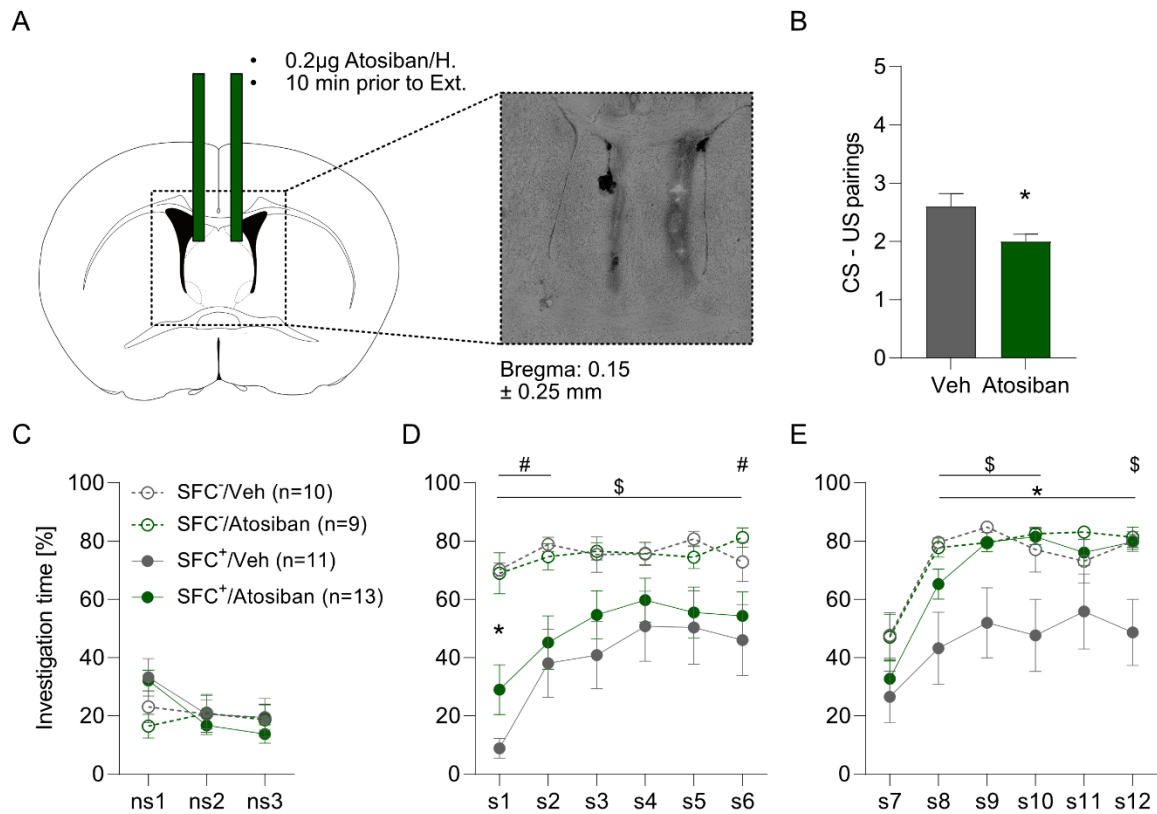 A
• 0.2µg Atosiban/H.
• 10 min prior to Ext.
Bregma: 0.15
± 0.25 mm
B
CS - US pairings
5
4
3
2
1
0
*
Veh Atosiban
C
Investigation time [%]
100
80
60
40
20
0
SFC⁻/Veh (n=10)
SFC⁻/Atosiban (n=9)
SFC⁺/Veh (n=11)
SFC⁺/Atosiban (n=13)
ns1 ns2 ns3
D
100
80
60
40
20
0
# #
$
*
s1 s2 s3 s4 s5 s6
E
100
80
60
40
20
0
$ $
*
s7 s8 s9 s10 s11 s12